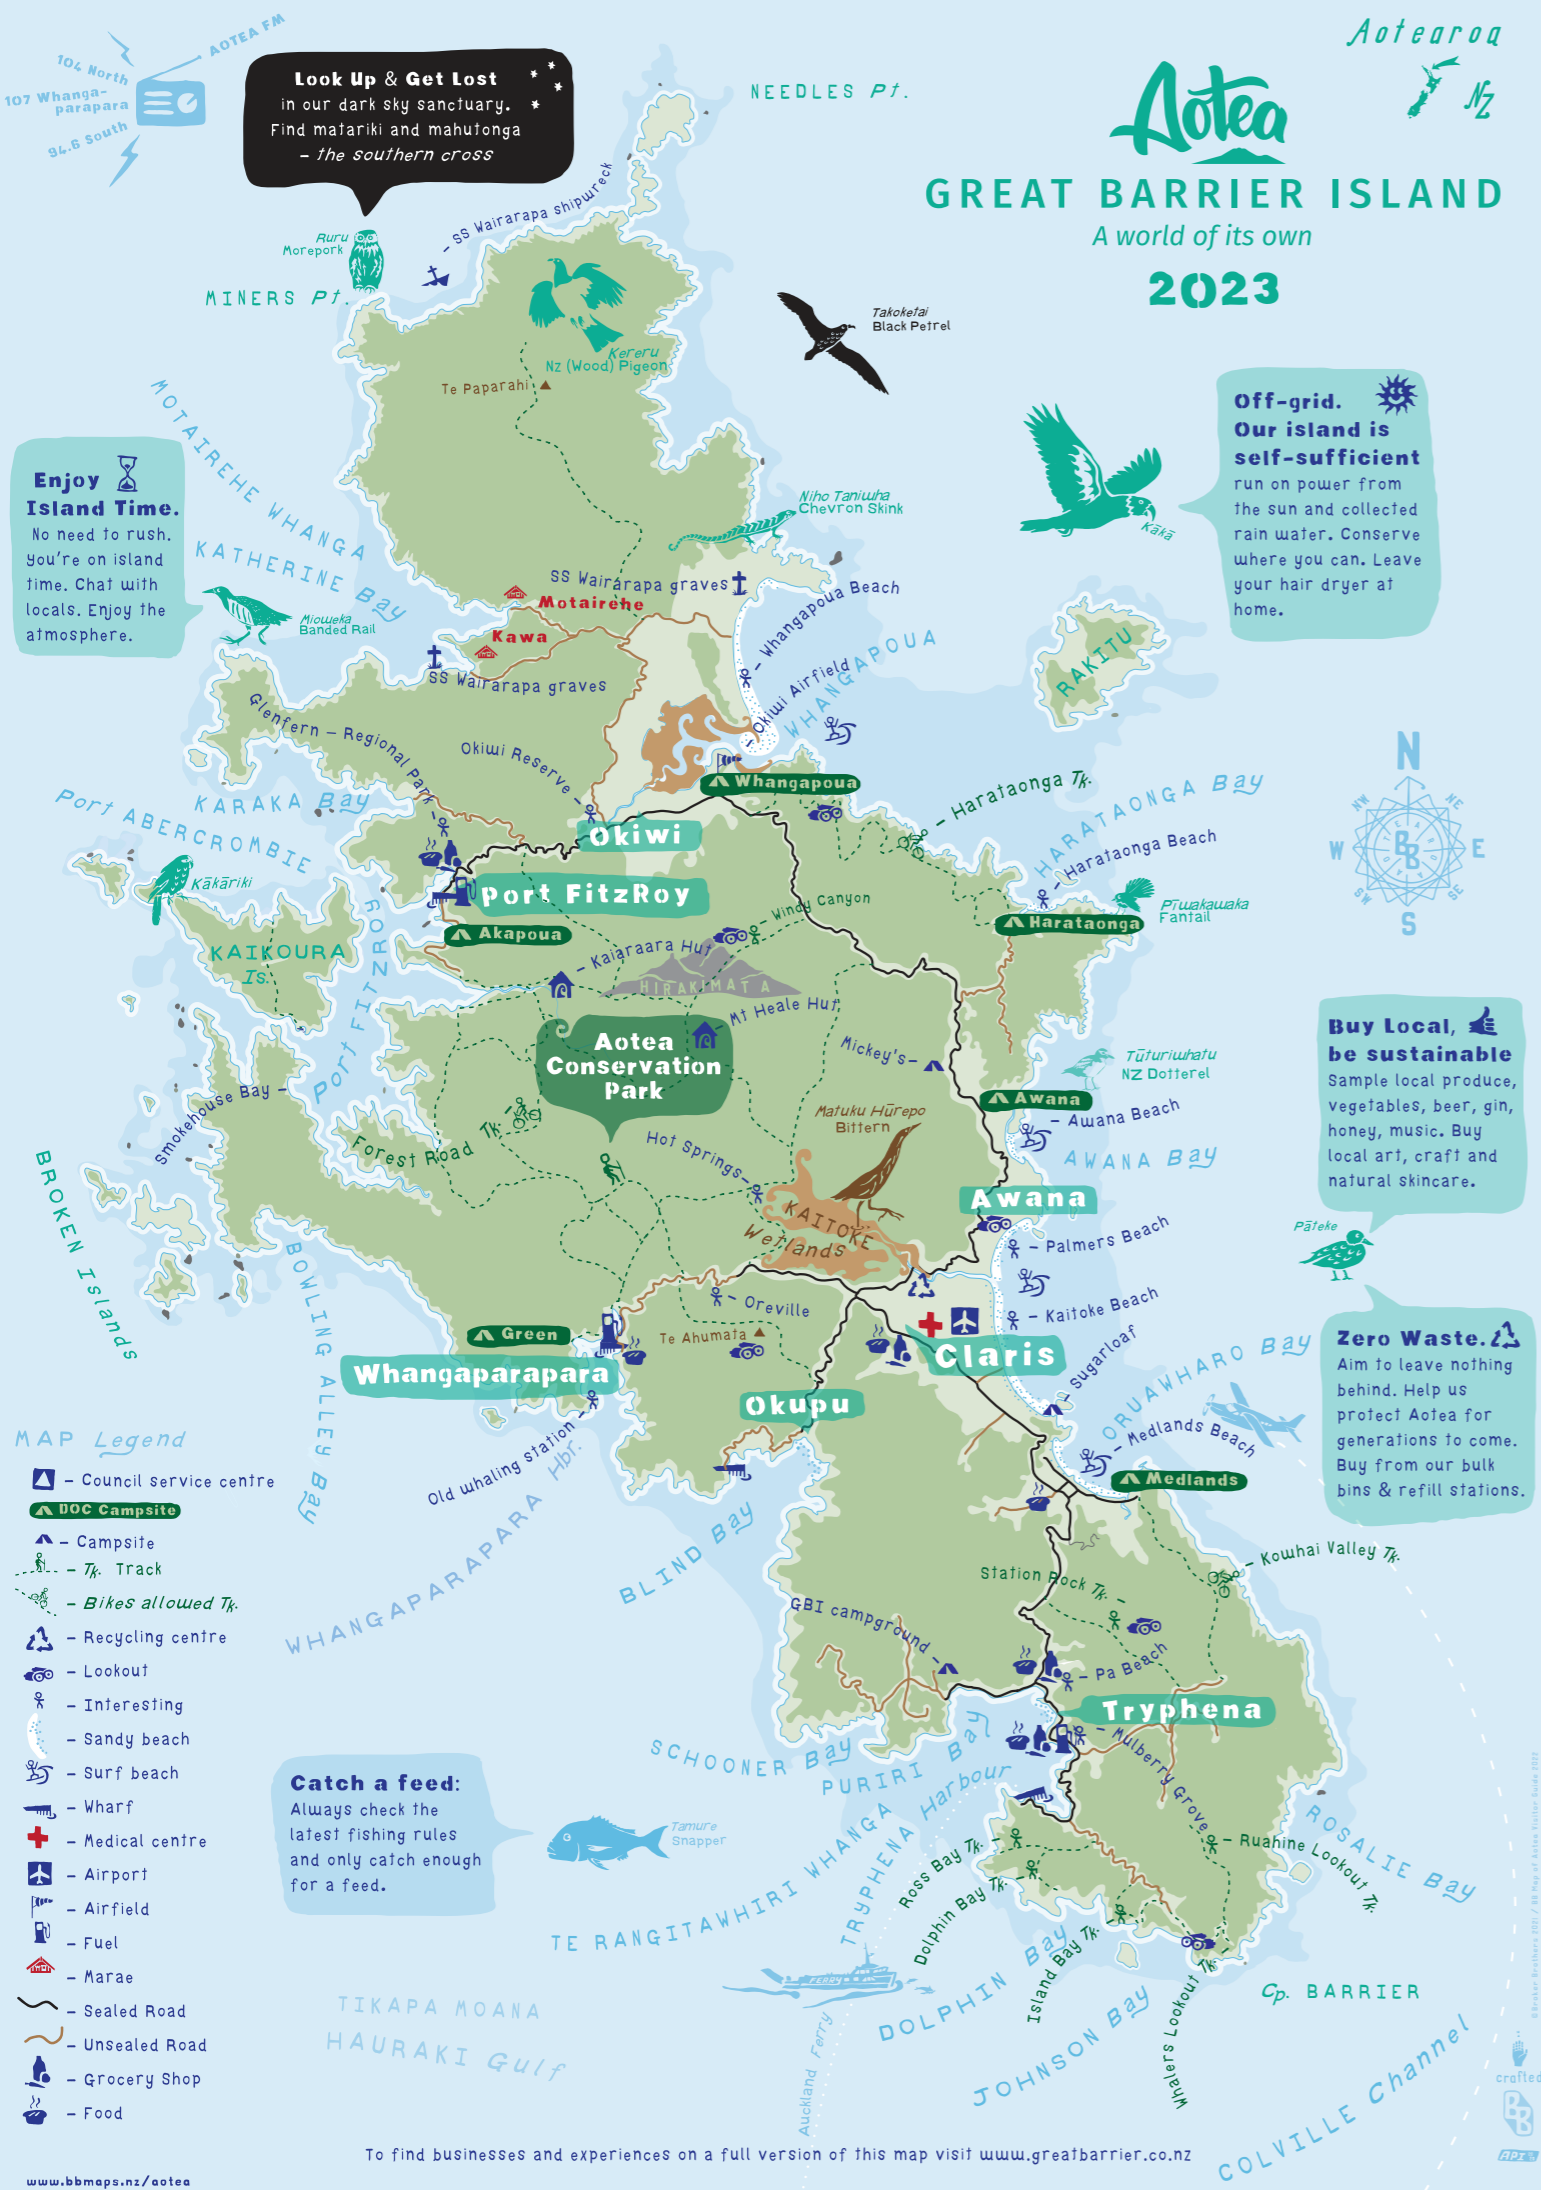 AOTEA FM
104 North
107 Whanga-
parapara
94.6 South
Look Up & Get Lost
in our dark sky sanctuary.
Find matariki and mahutonga
– the southern cross
NEEDLES Pt.
Aotearoa
NZ
Aotea
GREAT BARRIER ISLAND
A world of its own
2023
SS Wairarapa shipwreck
Ruru
Morepork
MINERS Pt.
Takoketai
Black Petrel
Kereru
Nz (Wood) Pigeon
Te Paparahi
MOTAIREHE WHANGA
KATHERINE Bay
Enjoy
Island Time.
No need to rush.
You're on island
time. Chat with
locals. Enjoy the
atmosphere.
Off-grid.
Our island is
self-sufficient
run on power from
the sun and collected
rain water. Conserve
where you can. Leave
your hair dryer at
home.
Kākā
Niho Taniwha
Chevron Skink
Mioweka
Banded Rail
SS Wairarapa graves
Motairehe
Kawa
SS Wairarapa graves
– Whangapoua Beach
WHANGAPOUA
– Okiwi Airfield
RAKITU
Glenfern – Regional Park –
Okiwi Reserve –
Whangapoua
KARAKA Bay
Port ABERCROMBIE
Okiwi
– Harataonga Tk.
HARATAONGA Bay
– Harataonga Beach
N
NE
E
SE
S
SW
W
NW
BB
Kākāriki
Port FitzRoy
Windy Canyon
Pīwakawaka
Fantail
Akapoua
Harataonga
KAIKOURA
Is.
– Kaiaraara Hut
HIRAKIMATA
Port FITZROY
– Mt Heale Hut
Aotea
Conservation
Park
Mickey's –
Buy Local,
be sustainable
Sample local produce,
vegetables, beer, gin,
honey, music. Buy
local art, craft and
natural skincare.
Tūturiwhatu
NZ Dotterel
Smokehouse Bay –
Awana
– Awana Beach
AWANA Bay
Matuku Hūrepo
Bittern
Forest Road Tk. –
Hot Springs –
BROKEN Islands
Awana
KAITOKE
Wetlands
– Palmers Beach
Pāteke
BOWLING ALLEY Bay
– Oreville
– Kaitoke Beach
Green
Te Ahumata
Claris
– Sugarloaf
ORUAWHARO Bay
Zero Waste.
Aim to leave nothing
behind. Help us
protect Aotea for
generations to come.
Buy from our bulk
bins & refill stations.
Whangaparapara
Okupu
– Medlands Beach
Old whaling station –
Medlands
WHANGAPARAPARA Hbr.
BLIND Bay
MAP Legend
– Council service centre
DOC Campsite
– Campsite
– Tk. Track
– Bikes allowed Tk.
– Recycling centre
– Lookout
– Interesting
– Sandy beach
– Surf beach
– Wharf
– Medical centre
– Airport
– Airfield
– Fuel
– Marae
– Sealed Road
– Unsealed Road
– Grocery Shop
– Food
– Kowhai Valley Tk.
Station Rock Tk. –
GBI campground –
– Pa Beach
Tryphena
– Mulberry Grove
SCHOONER Bay
PURIRI Bay
Catch a feed:
Always check the
latest fishing rules
and only catch enough
for a feed.
Tamure
Snapper
TRYPHENA Harbour
TE RANGITAWHIRI WHANGA
Ross Bay Tk. –
Dolphin Bay Tk. –
– Ruahine Lookout Tk.
ROSALIE Bay
Island Bay Tk. –
Whalers Lookout Tk. –
FERRY
DOLPHIN Bay
JOHNSON Bay
Cp. BARRIER
TIKAPA MOANA
HAURAKI Gulf
Auckland Ferry
COLVILLE Channel
crafted
BB
To find businesses and experiences on a full version of this map visit www.greatbarrier.co.nz
www.bbmaps.nz/aotea